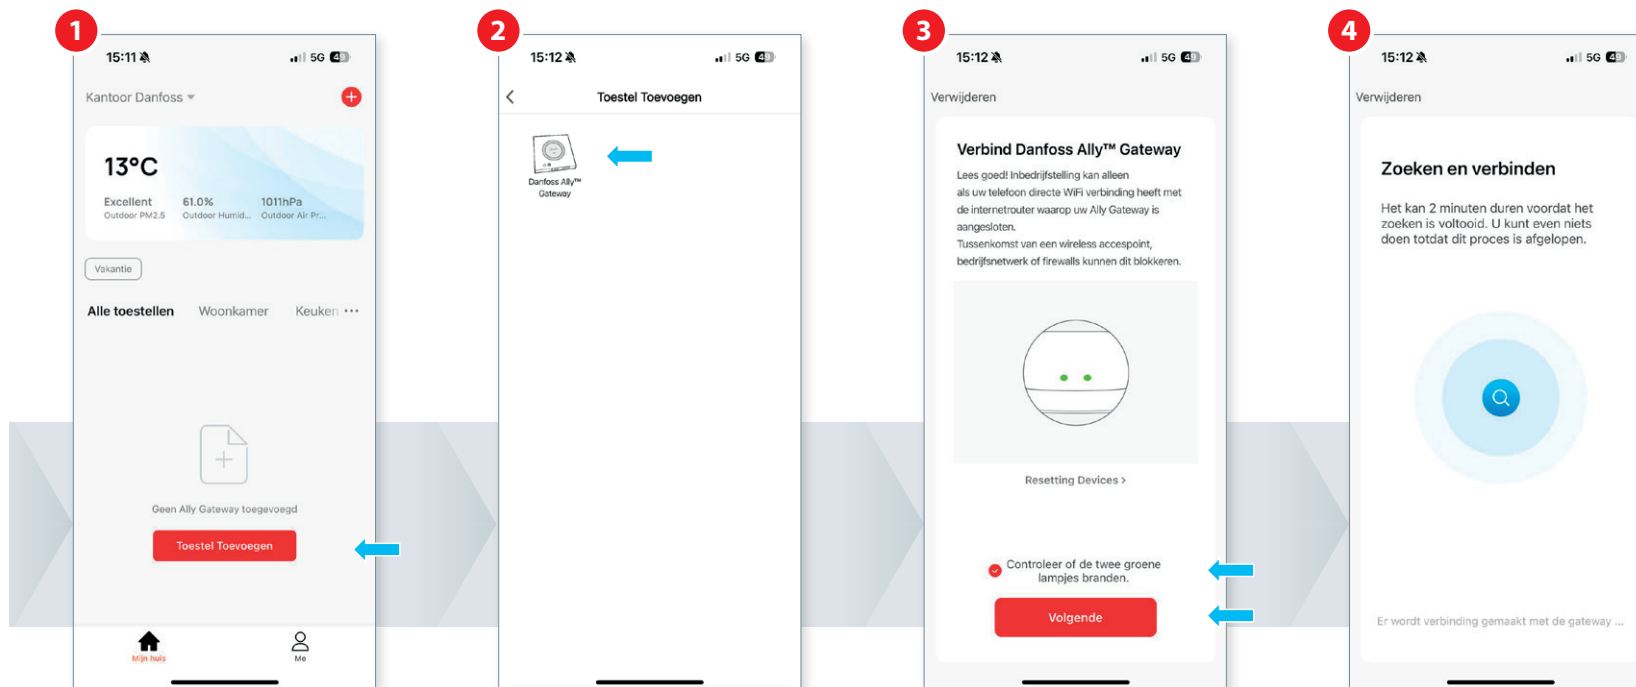 1
15:11
5G 49
Kantoor Danfoss
13°C
Excellent 61.0% 1011hPa
Outdoor PM2.5 Outdoor Humid... Outdoor Air Pr...
Vakantie
Alle toestellen Woonkamer Keuken ...
Geen Ally Gateway toegevoegd
Toestel Toevoegen
Mijn huis Me
2
15:12
5G 49
Toestel Toevoegen
Danfoss Ally™
Gateway
3
15:12
5G 49
Verwijderen
Verbind Danfoss Ally™ Gateway
Lees goed! Inbedrijfstelling kan alleen
als uw telefoon directe WiFi verbinding heeft met
de internetrouter waarop uw Ally Gateway is
aangesloten.
Tussenkomst van een wireless accespoint,
bedrijfsnetwerk of firewalls kunnen dit blokkeren.
Resetting Devices >
Controleer of de twee groene
lampjes branden.
Volgende
4
15:12
5G 49
Verwijderen
Zoeken en verbinden
Het kan 2 minuten duren voordat het
zoeken is voltooid. U kunt even niets
doen totdat dit proces is afgelopen.
Er wordt verbinding gemaakt met de gateway ...